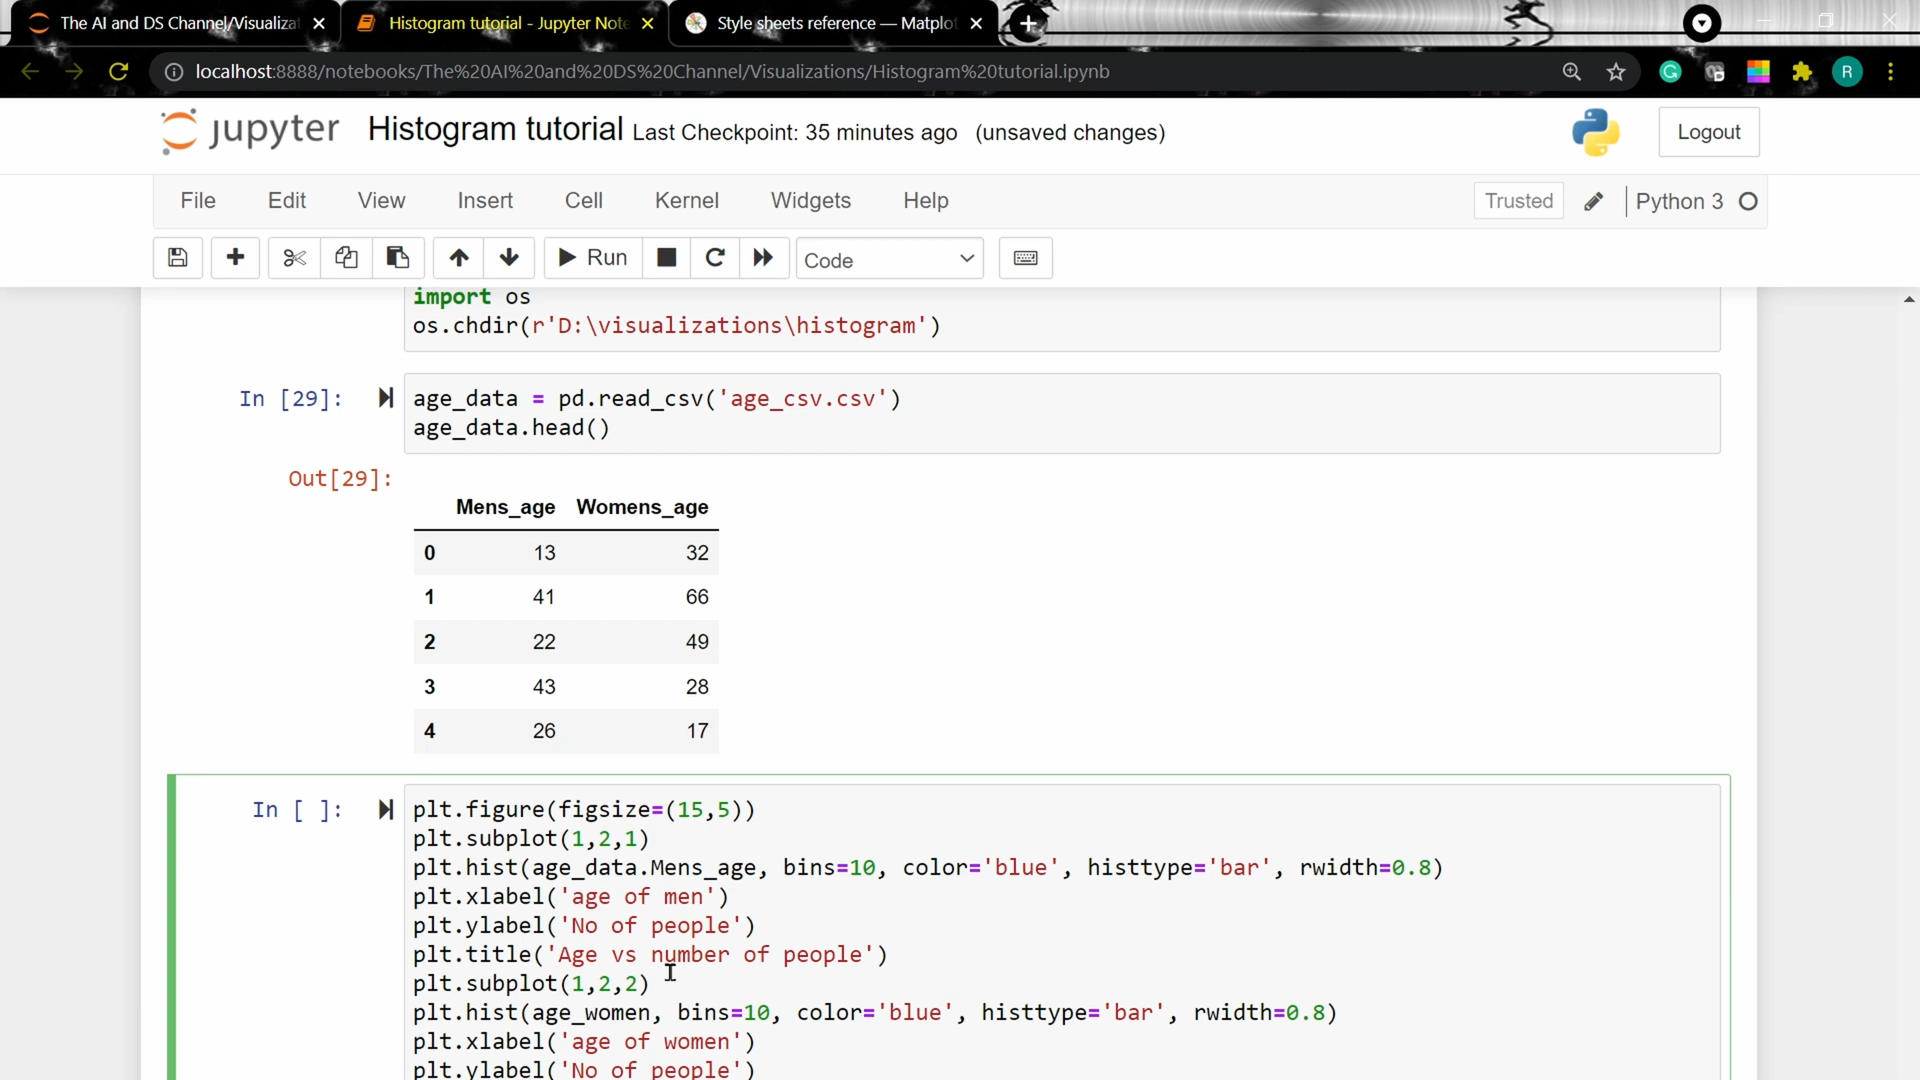 The AI and DS Channel/Visualiza
Histogram tutorial - Jupyter Note
Style sheets reference — Matplot
localhost:8888/notebooks/The%20AI%20and%20DS%20Channel/Visualizations/Histogram%20tutorial.ipynb
R
jupyter Histogram tutorial Last Checkpoint: 35 minutes ago (unsaved changes)
Logout
File Edit View Insert Cell Kernel Widgets Help
Trusted
Python 3
Run
Code
import os
os.chdir(r'D:\visualizations\histogram')
In [29]: age_data = pd.read_csv('age_csv.csv')
age_data.head()
Out[29]:
Mens_age Womens_age
0 13 32
1 41 66
2 22 49
3 43 28
4 26 17
In [ ]: plt.figure(figsize=(15,5))
plt.subplot(1,2,1)
plt.hist(age_data.Mens_age, bins=10, color='blue', histtype='bar', rwidth=0.8)
plt.xlabel('age of men')
plt.ylabel('No of people')
plt.title('Age vs number of people')
plt.subplot(1,2,2)
plt.hist(age_women, bins=10, color='blue', histtype='bar', rwidth=0.8)
plt.xlabel('age of women')
plt.ylabel('No of people')